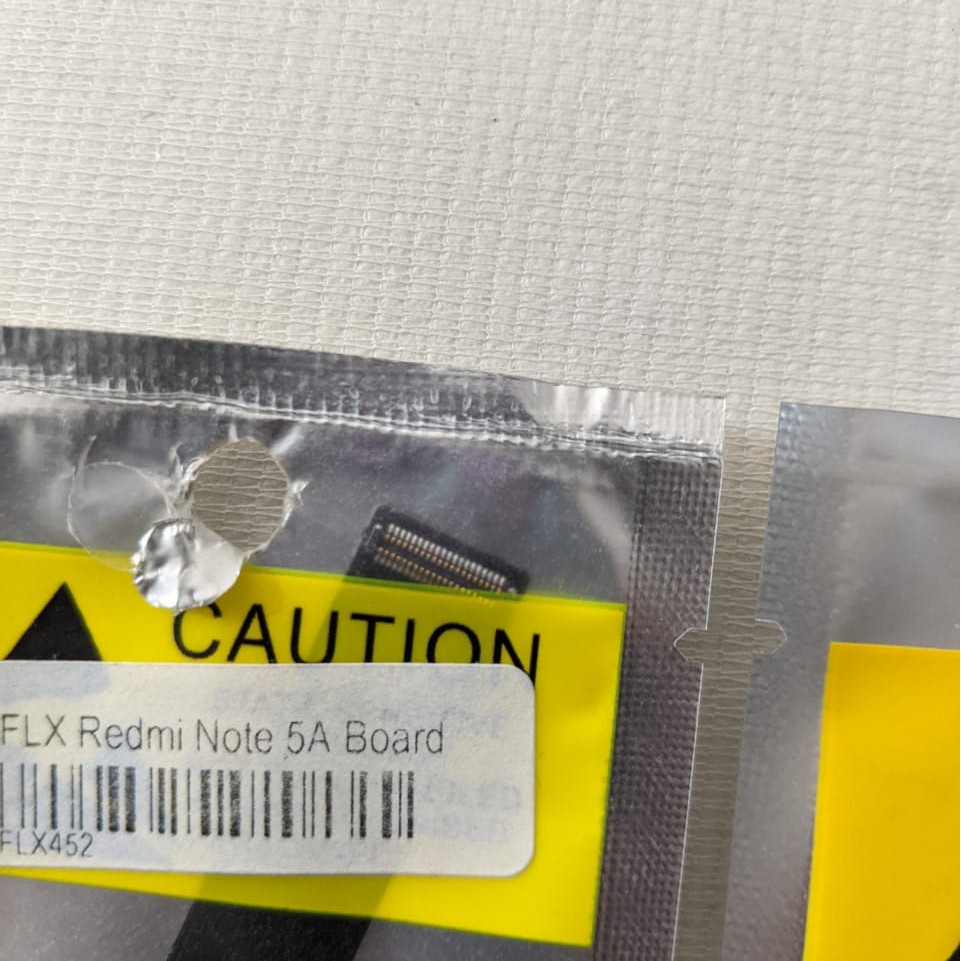 CAUTION
FLX Redmi Note 5A Board
FLX452